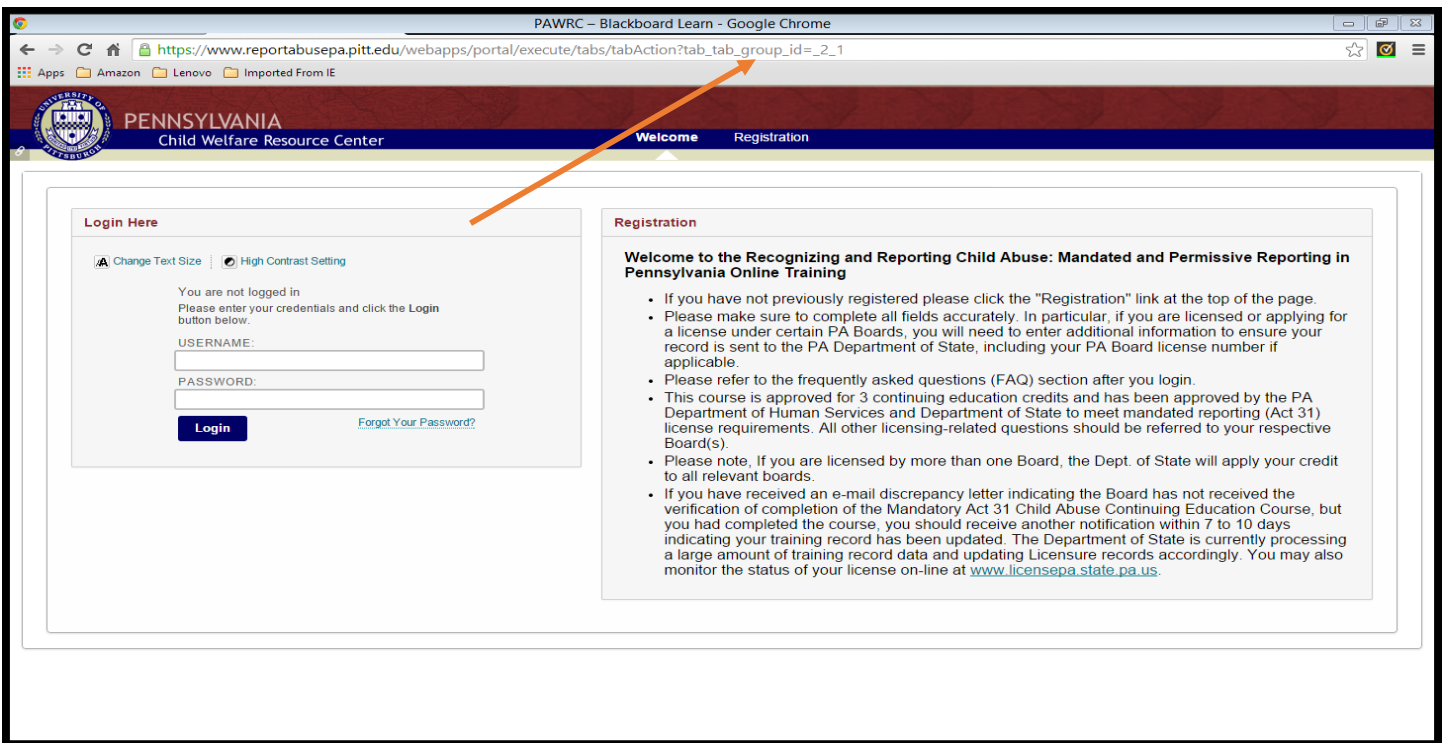 PAWRC – Blackboard Learn - Google Chrome
https://www.reportabusepa.pitt.edu/webapps/portal/execute/tabs/tabAction?tab_tab_group_id=_2_1
Apps Amazon Lenovo Imported From IE
UNIVERSITY OF PITTSBURGH
PENNSYLVANIA
Child Welfare Resource Center
Welcome Registration
Login Here
Change Text Size High Contrast Setting
You are not logged in
Please enter your credentials and click the Login
button below.
USERNAME:
PASSWORD:
Login Forgot Your Password?
Registration
Welcome to the Recognizing and Reporting Child Abuse: Mandated and Permissive Reporting in
Pennsylvania Online Training
• If you have not previously registered please click the "Registration" link at the top of the page.
• Please make sure to complete all fields accurately. In particular, if you are licensed or applying for
a license under certain PA Boards, you will need to enter additional information to ensure your
record is sent to the PA Department of State, including your PA Board license number if
applicable.
• Please refer to the frequently asked questions (FAQ) section after you login.
• This course is approved for 3 continuing education credits and has been approved by the PA
Department of Human Services and Department of State to meet mandated reporting (Act 31)
license requirements. All other licensing-related questions should be referred to your respective
Board(s).
• Please note, If you are licensed by more than one Board, the Dept. of State will apply your credit
to all relevant boards.
• If you have received an e-mail discrepancy letter indicating the Board has not received the
verification of completion of the Mandatory Act 31 Child Abuse Continuing Education Course, but
you had completed the course, you should receive another notification within 7 to 10 days
indicating your training record has been updated. The Department of State is currently processing
a large amount of training record data and updating Licensure records accordingly. You may also
monitor the status of your license on-line at www.licensepa.state.pa.us.